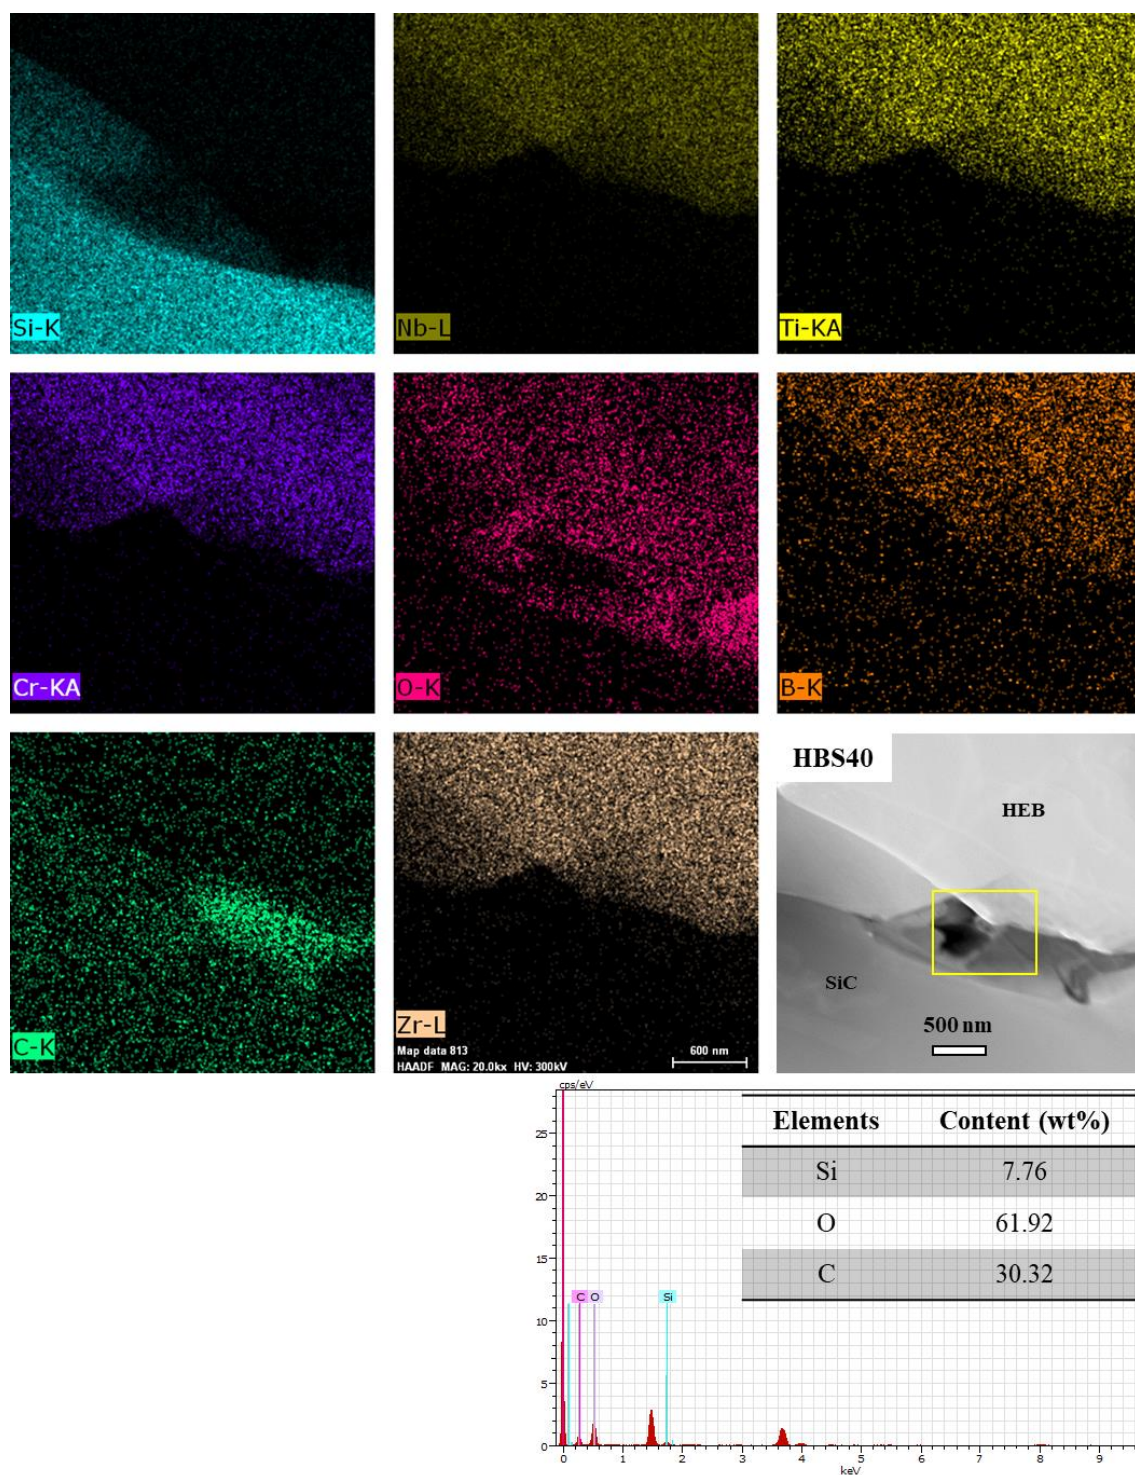 Si-K
Nb-L
Ti-KA
Cr-KA
O-K
B-K
C-K
Zr-L
Map data 813
HAADF MAG: 20.0kx HV: 300kV
600 nm
HBS40
HEB
SiC
500 nm
cps/eV
Elements Content (wt%)
Si 7.76
O 61.92
C 30.32
25
20
15
10
5
0
C O Si
0 1 2 3 4 5 6 7 8 9
keV